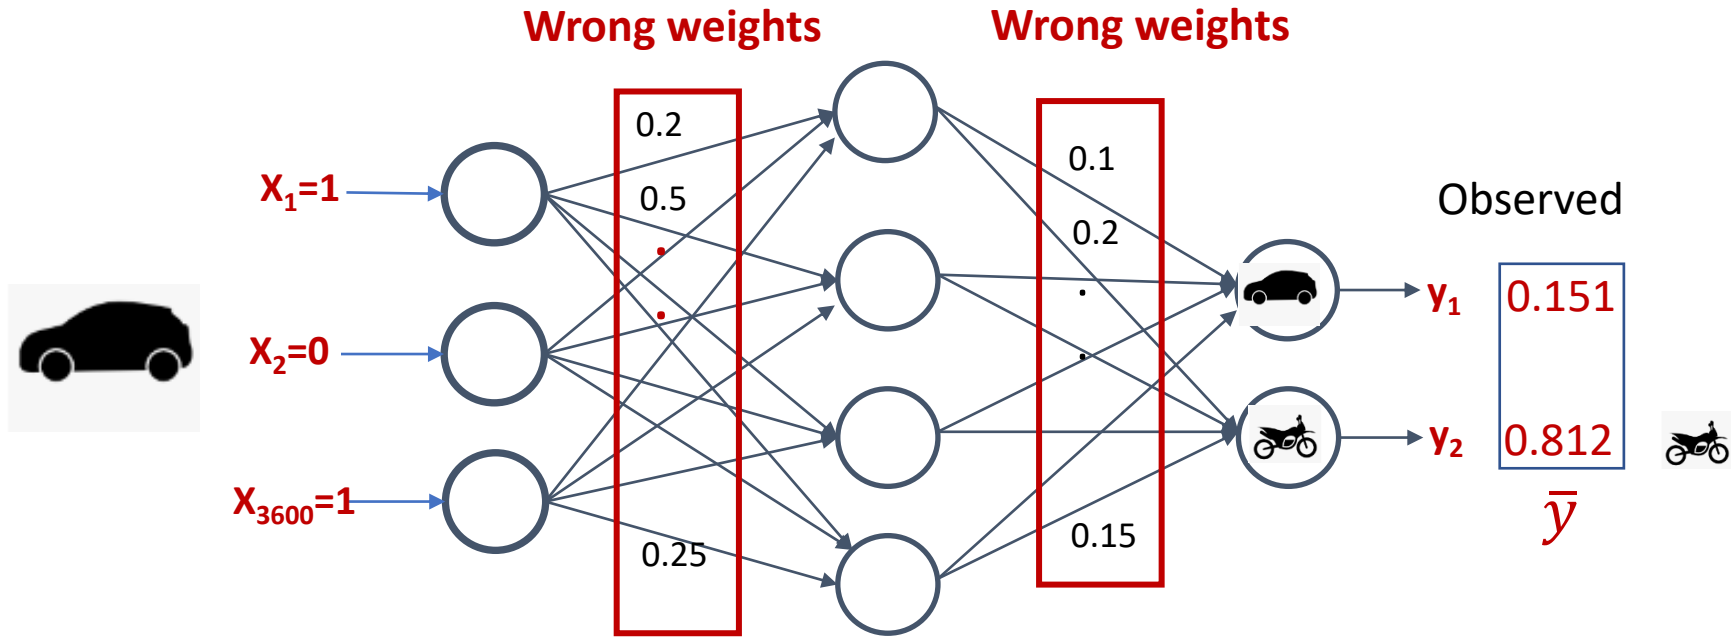 Wrong weights
Wrong weights
0.2
0.5
.
.
0.25
0.1
0.2
.
.
0.15
X₁=1
X₂=0
X₃₆₀₀=1
Observed
y₁
0.151
y₂
0.812
ȳ